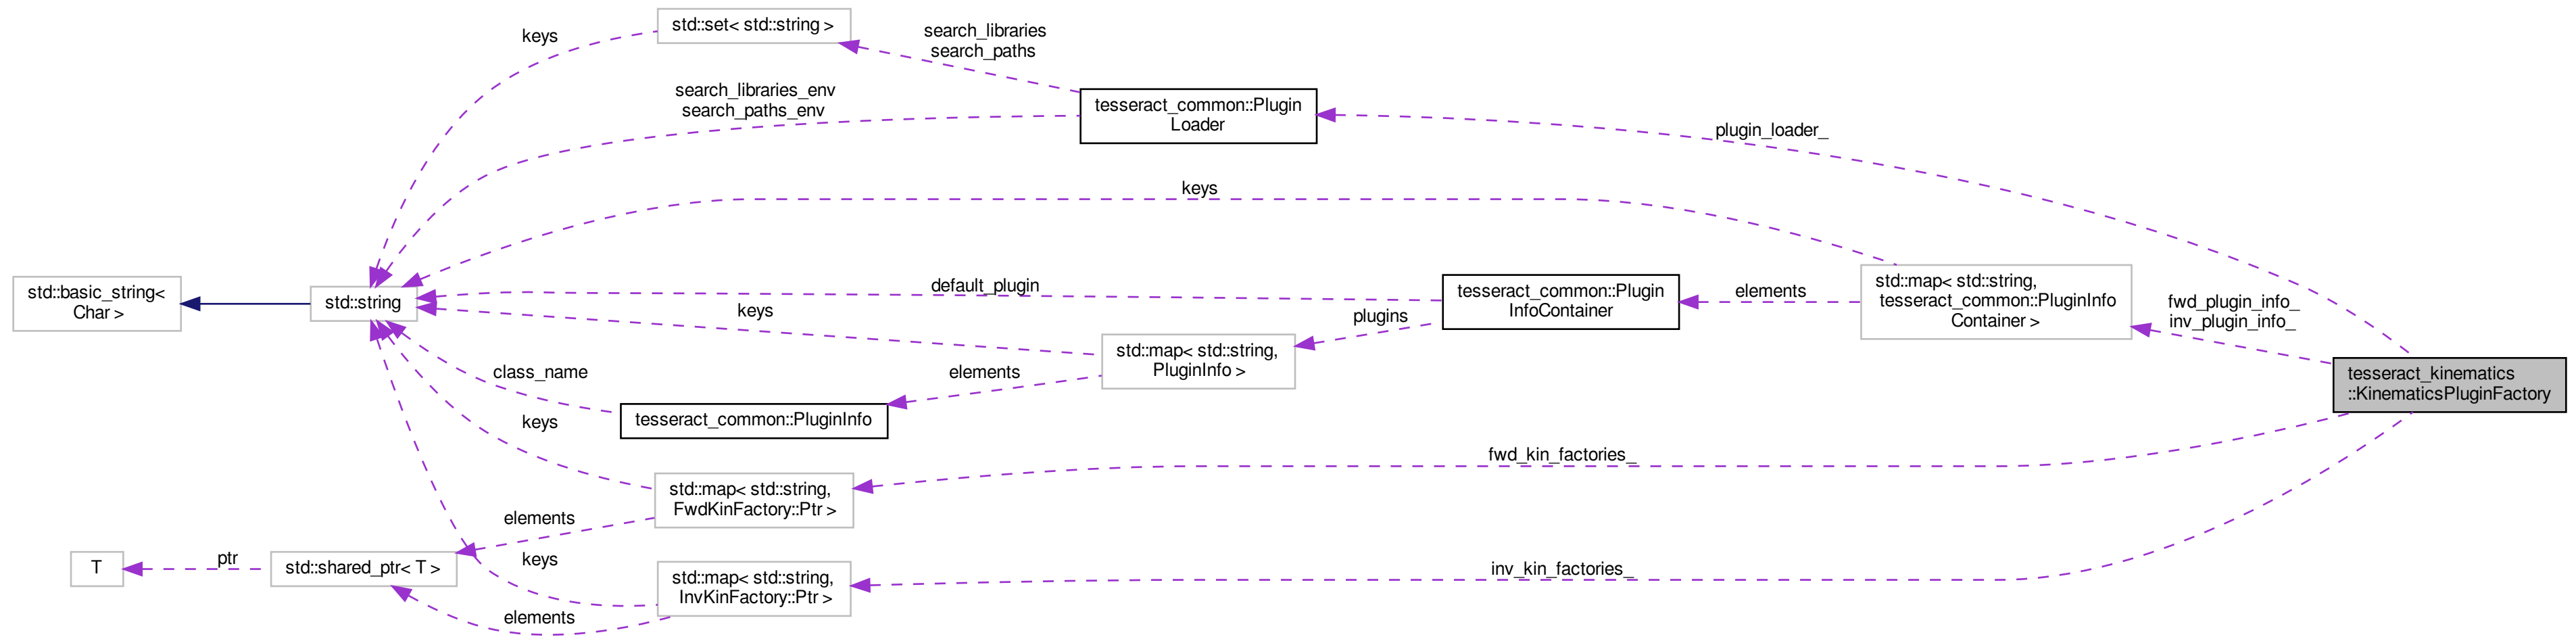 std::set< std::string >
keys
search_libraries
search_paths
search_libraries_env
search_paths_env
tesseract_common::Plugin
Loader
plugin_loader_
keys
std::basic_string<
Char >
std::string
default_plugin
tesseract_common::Plugin
InfoContainer
elements
std::map< std::string,
tesseract_common::PluginInfo
Container >
fwd_plugin_info_
inv_plugin_info_
keys
plugins
std::map< std::string,
PluginInfo >
class_name
elements
tesseract_kinematics
::KinematicsPluginFactory
tesseract_common::PluginInfo
keys
fwd_kin_factories_
std::map< std::string,
FwdKinFactory::Ptr >
elements
T
ptr
std::shared_ptr< T >
keys
std::map< std::string,
InvKinFactory::Ptr >
inv_kin_factories_
elements